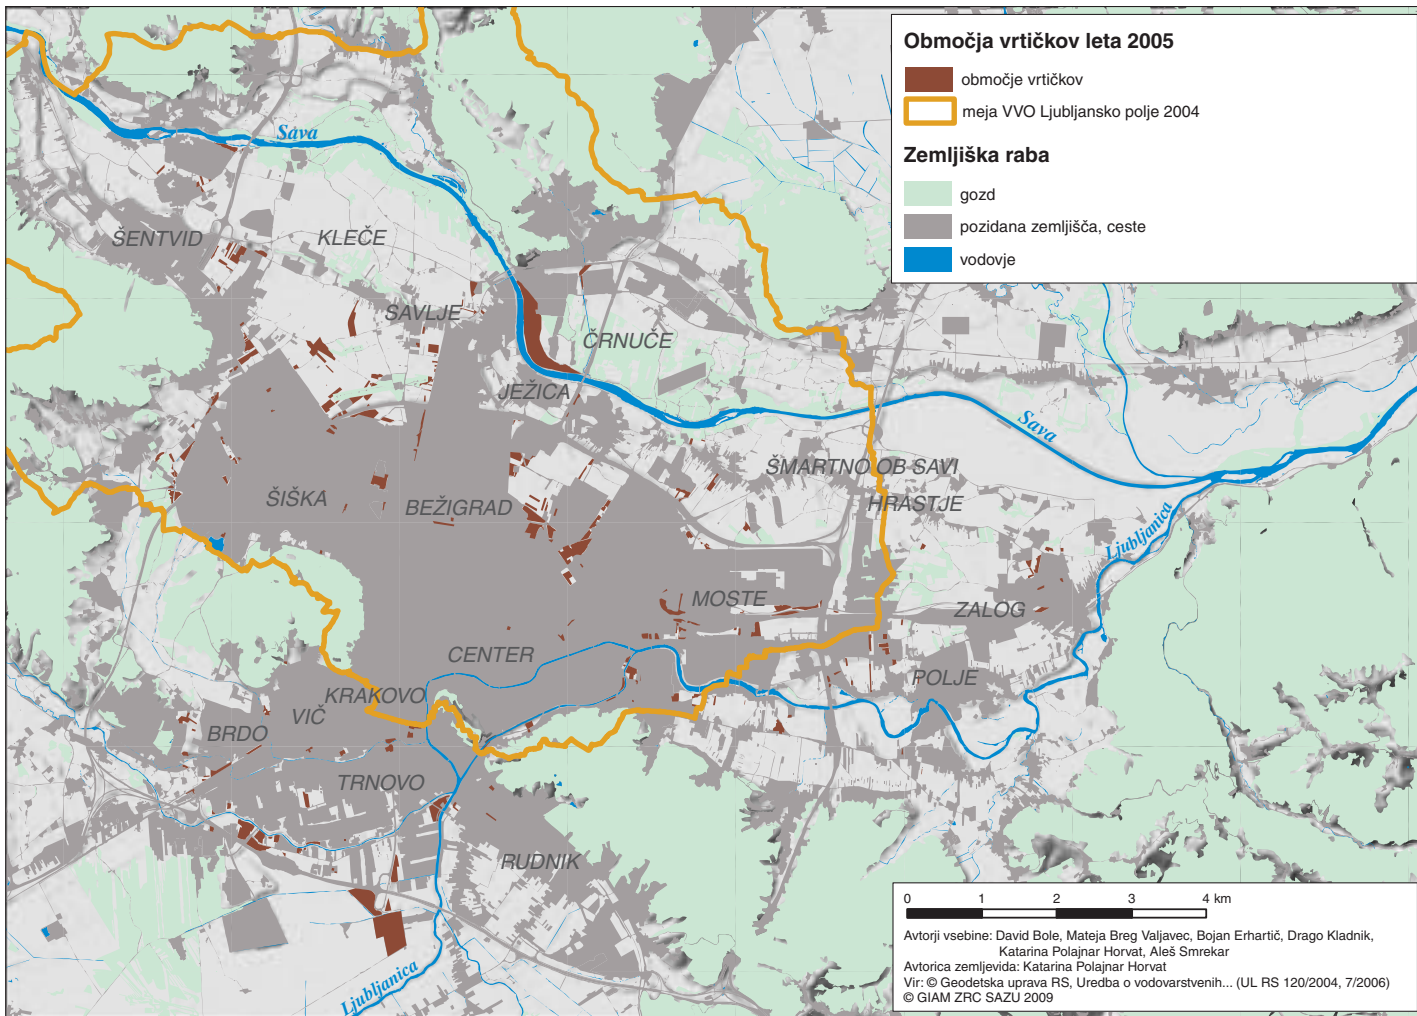 Območja vrtičkov leta 2005
območje vrtičkov
meja VVO Ljubljansko polje 2004
Zemljiška raba
gozd
pozidana zemljišča, ceste
vodovje
Sava
ŠENTVID
KLEČE
SAVLJE
ČRNUČE
JEŽICA
Sava
ŠMARTNO OB SAVI
ŠIŠKA
BEŽIGRAD
HRASTJE
Ljubljanica
MOSTE
ZALOG
CENTER
POLJE
KRAKOVO
VIČ
BRDO
TRNOVO
RUDNIK
Ljubljanica
0 1 2 3 4 km
Avtorji vsebine: David Bole, Mateja Breg Valjavec, Bojan Erhartič, Drago Kladnik,
Katarina Polajnar Horvat, Aleš Smrekar
Avtorica zemljevida: Katarina Polajnar Horvat
Vir: © Geodetska uprava RS, Uredba o vodovarstvenih... (UL RS 120/2004, 7/2006)
© GIAM ZRC SAZU 2009